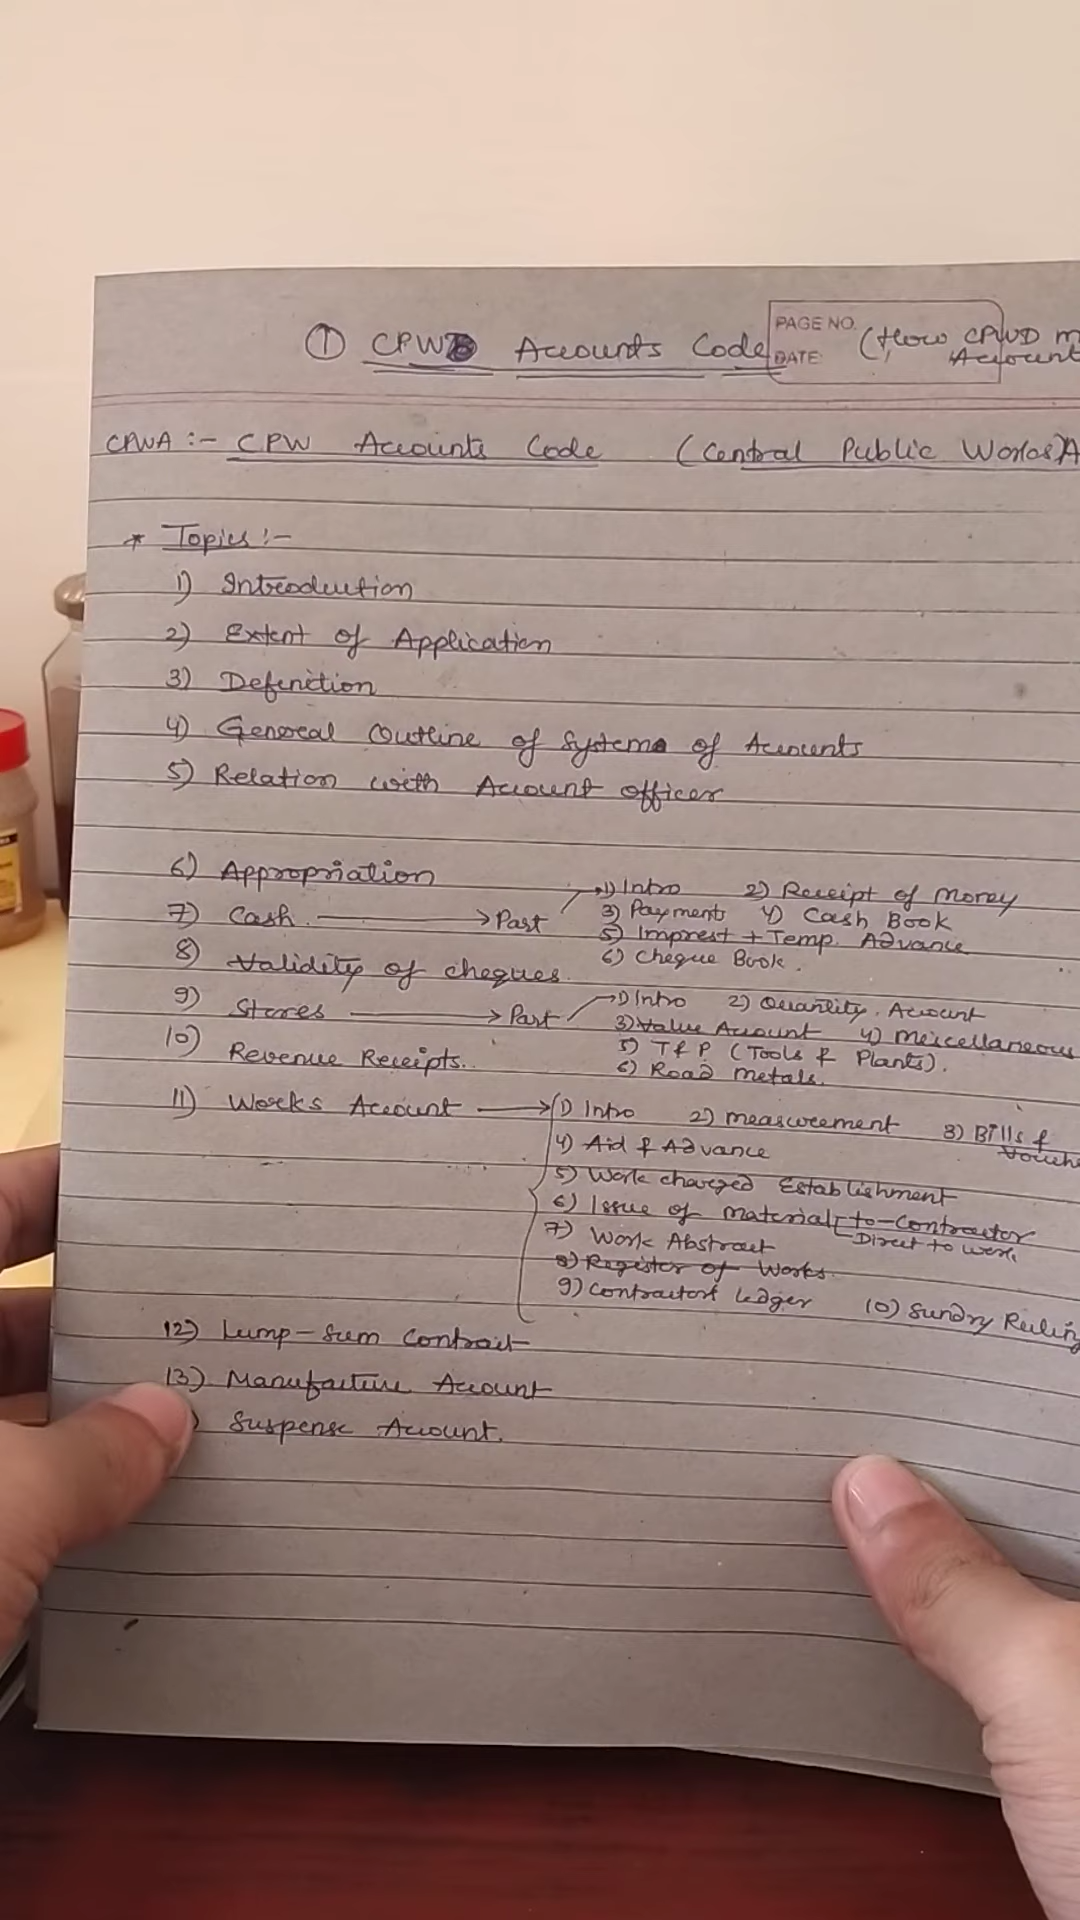 ① CPWD Accounts Code
PAGE NO.
DATE:
(How CPWD m
Account
CPWA :- CPW Accounts Code (Central Public Works) A
* Topics :-
1) Introduction
2) Extent of Application
3) Definition
4) General Outline of System of Accounts
5) Relation with Account officer
6) Appropriation
7) Cash → Part
1) Intro 2) Receipt of Money
3) Payments 4) Cash Book
5) Imprest + Temp. Advance
6) Cheque Book.
8) Validity of cheques.
9) Stores → Part
1) Intro 2) Quantity. Account
3) Value Account 4) Meiscellaneous
5) T & P (Tools & Plants).
6) Road metals.
10) Revenue Receipts.
11) Works Account →
1) Intro 2) measurement 3) Bills &
Vouche
4) Aid & Advance
5) Work charged Establishment
6) Issue of material to-Contractor
Direct to work
7) Work Abstract
8) Register of Works.
9) Contractort Ledger 10) Sundry
12) Lump-Sum Contract
13) Manufacture Account
) Suspense Account.